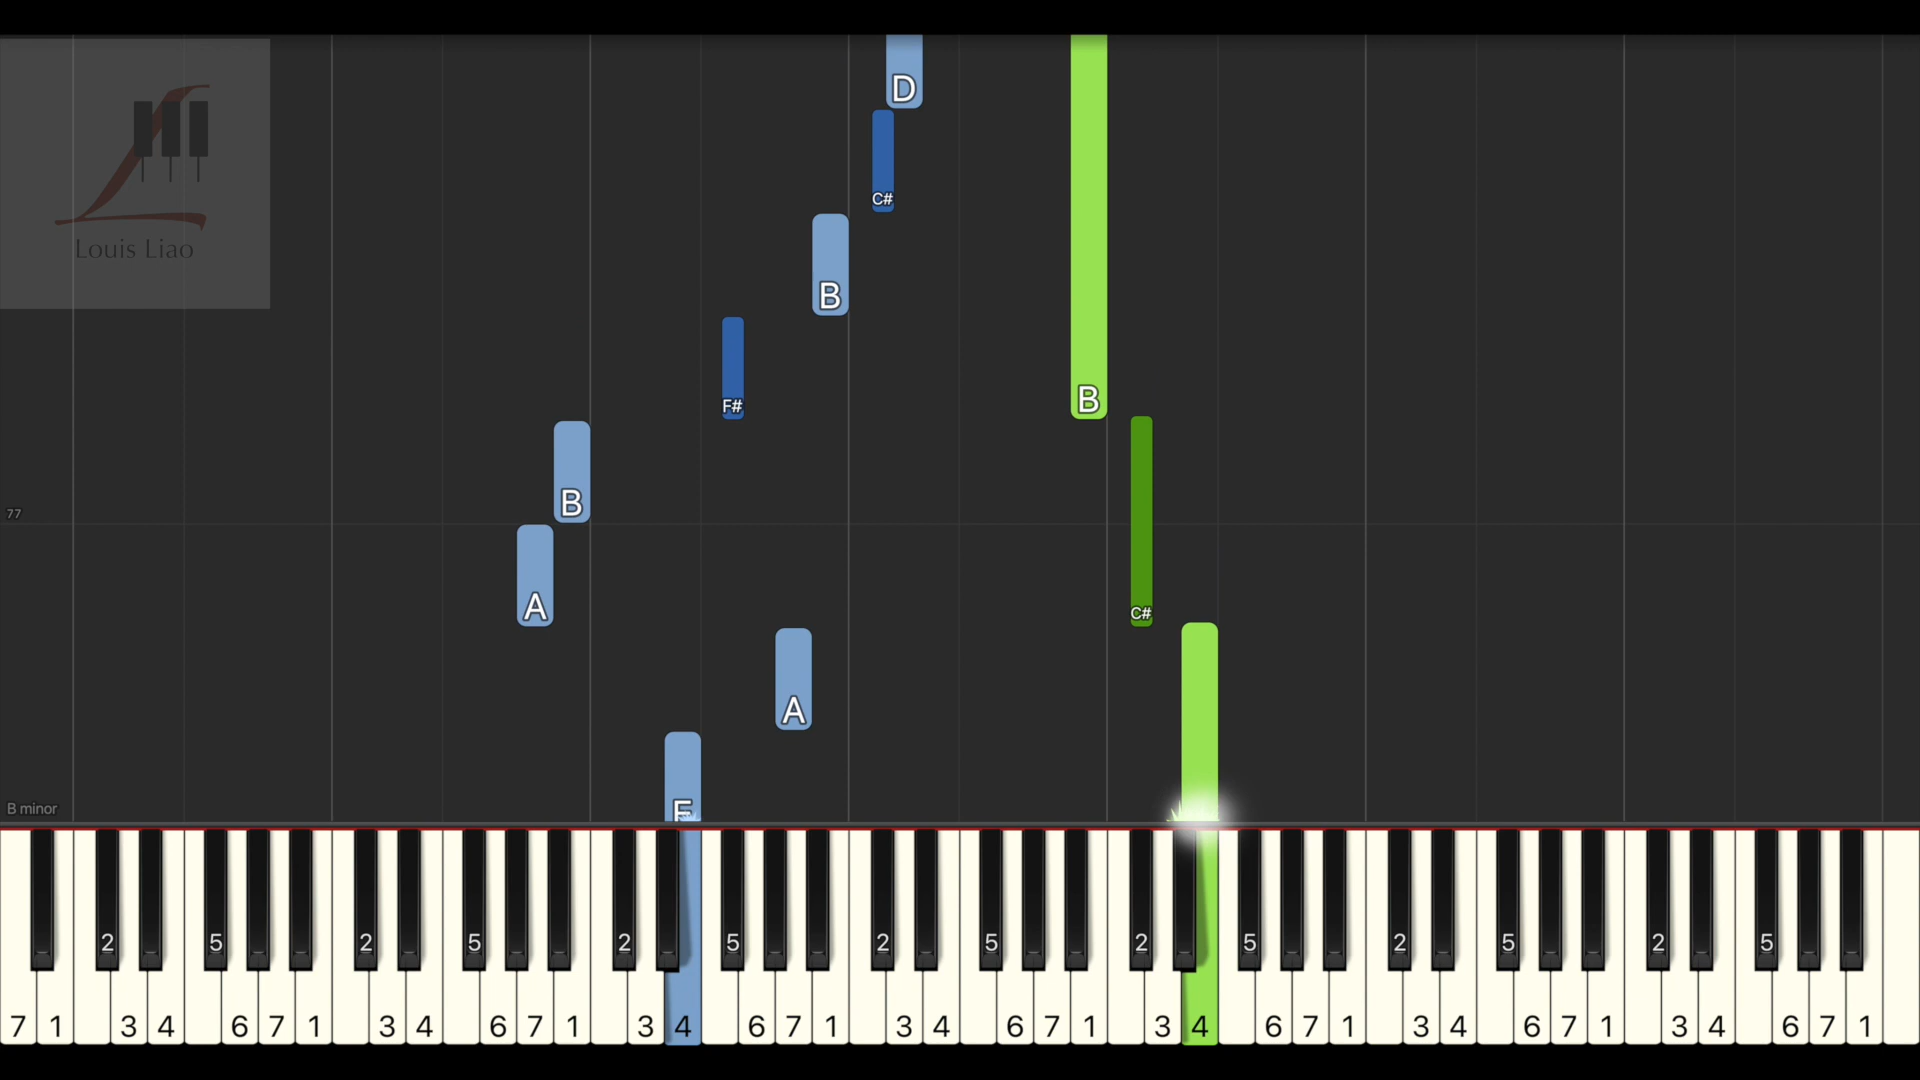 D
C#
Louis Liao
B
B
F#
B
77
A
C#
A
B minor
E
2 5 2 5 2 5 2 5 2 5 2 5 2 5
7 1 3 4 6 7 1 3 4 6 7 1 3 4 6 7 1 3 4 6 7 1 3 4 6 7 1 3 4 6 7 1 3 4 6 7 1